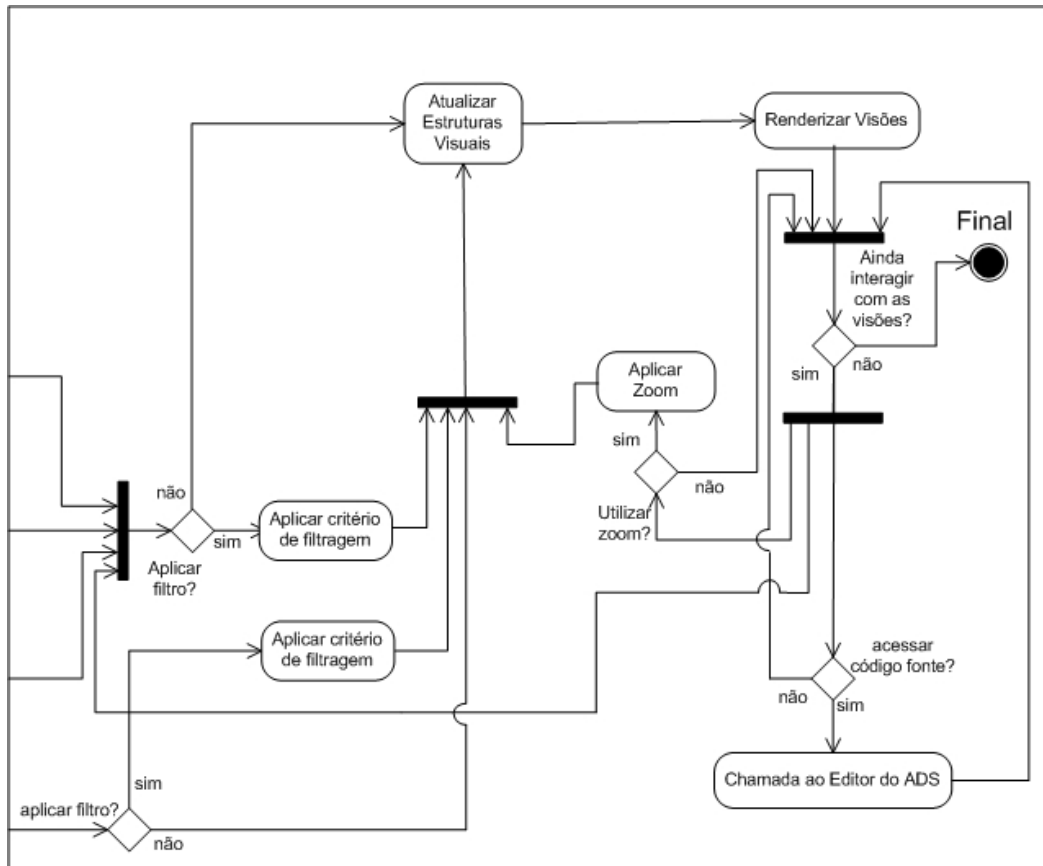 Atualizar
Estruturas
Visuais
Renderizar Visões
Final
Ainda
interagir
com as
visões?
sim
não
Aplicar
Zoom
sim
não
Utilizar
zoom?
não
sim
Aplicar
filtro?
Aplicar critério
de filtragem
Aplicar critério
de filtragem
acessar
código fonte?
não
sim
Chamada ao Editor do ADS
sim
aplicar filtro?
não